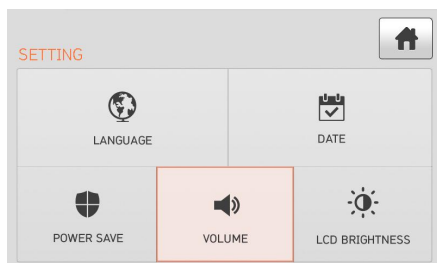 SETTING
LANGUAGE
DATE
POWER SAVE
VOLUME
LCD BRIGHTNESS